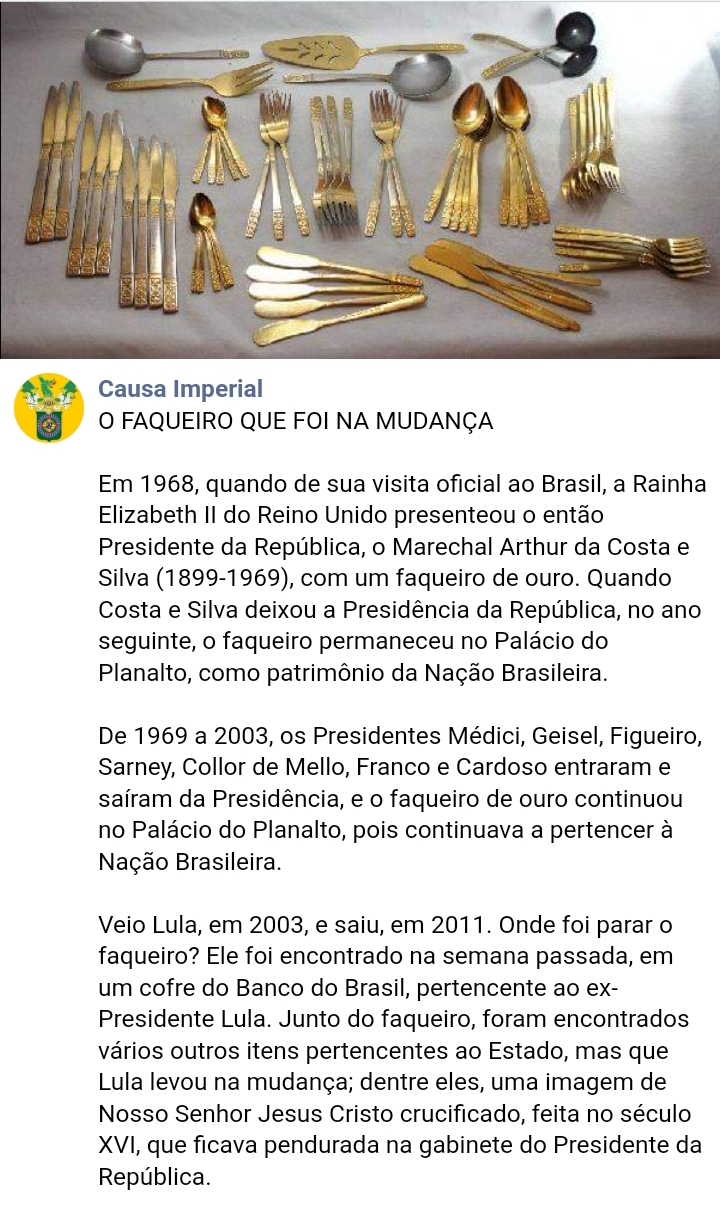 Causa Imperial
O FAQUEIRO QUE FOI NA MUDANÇA
Em 1968, quando de sua visita oficial ao Brasil, a Rainha
Elizabeth II do Reino Unido presenteou o então
Presidente da República, o Marechal Arthur da Costa e
Silva (1899-1969), com um faqueiro de ouro. Quando
Costa e Silva deixou a Presidência da República, no ano
seguinte, o faqueiro permaneceu no Palácio do
Planalto, como patrimônio da Nação Brasileira.
De 1969 a 2003, os Presidentes Médici, Geisel, Figueiro,
Sarney, Collor de Mello, Franco e Cardoso entraram e
saíram da Presidência, e o faqueiro de ouro continuou
no Palácio do Planalto, pois continuava a pertencer à
Nação Brasileira.
Veio Lula, em 2003, e saiu, em 2011. Onde foi parar o
faqueiro? Ele foi encontrado na semana passada, em
um cofre do Banco do Brasil, pertencente ao ex-
Presidente Lula. Junto do faqueiro, foram encontrados
vários outros itens pertencentes ao Estado, mas que
Lula levou na mudança; dentre eles, uma imagem de
Nosso Senhor Jesus Cristo crucificado, feita no século
XVI, que ficava pendurada na gabinete do Presidente da
República.